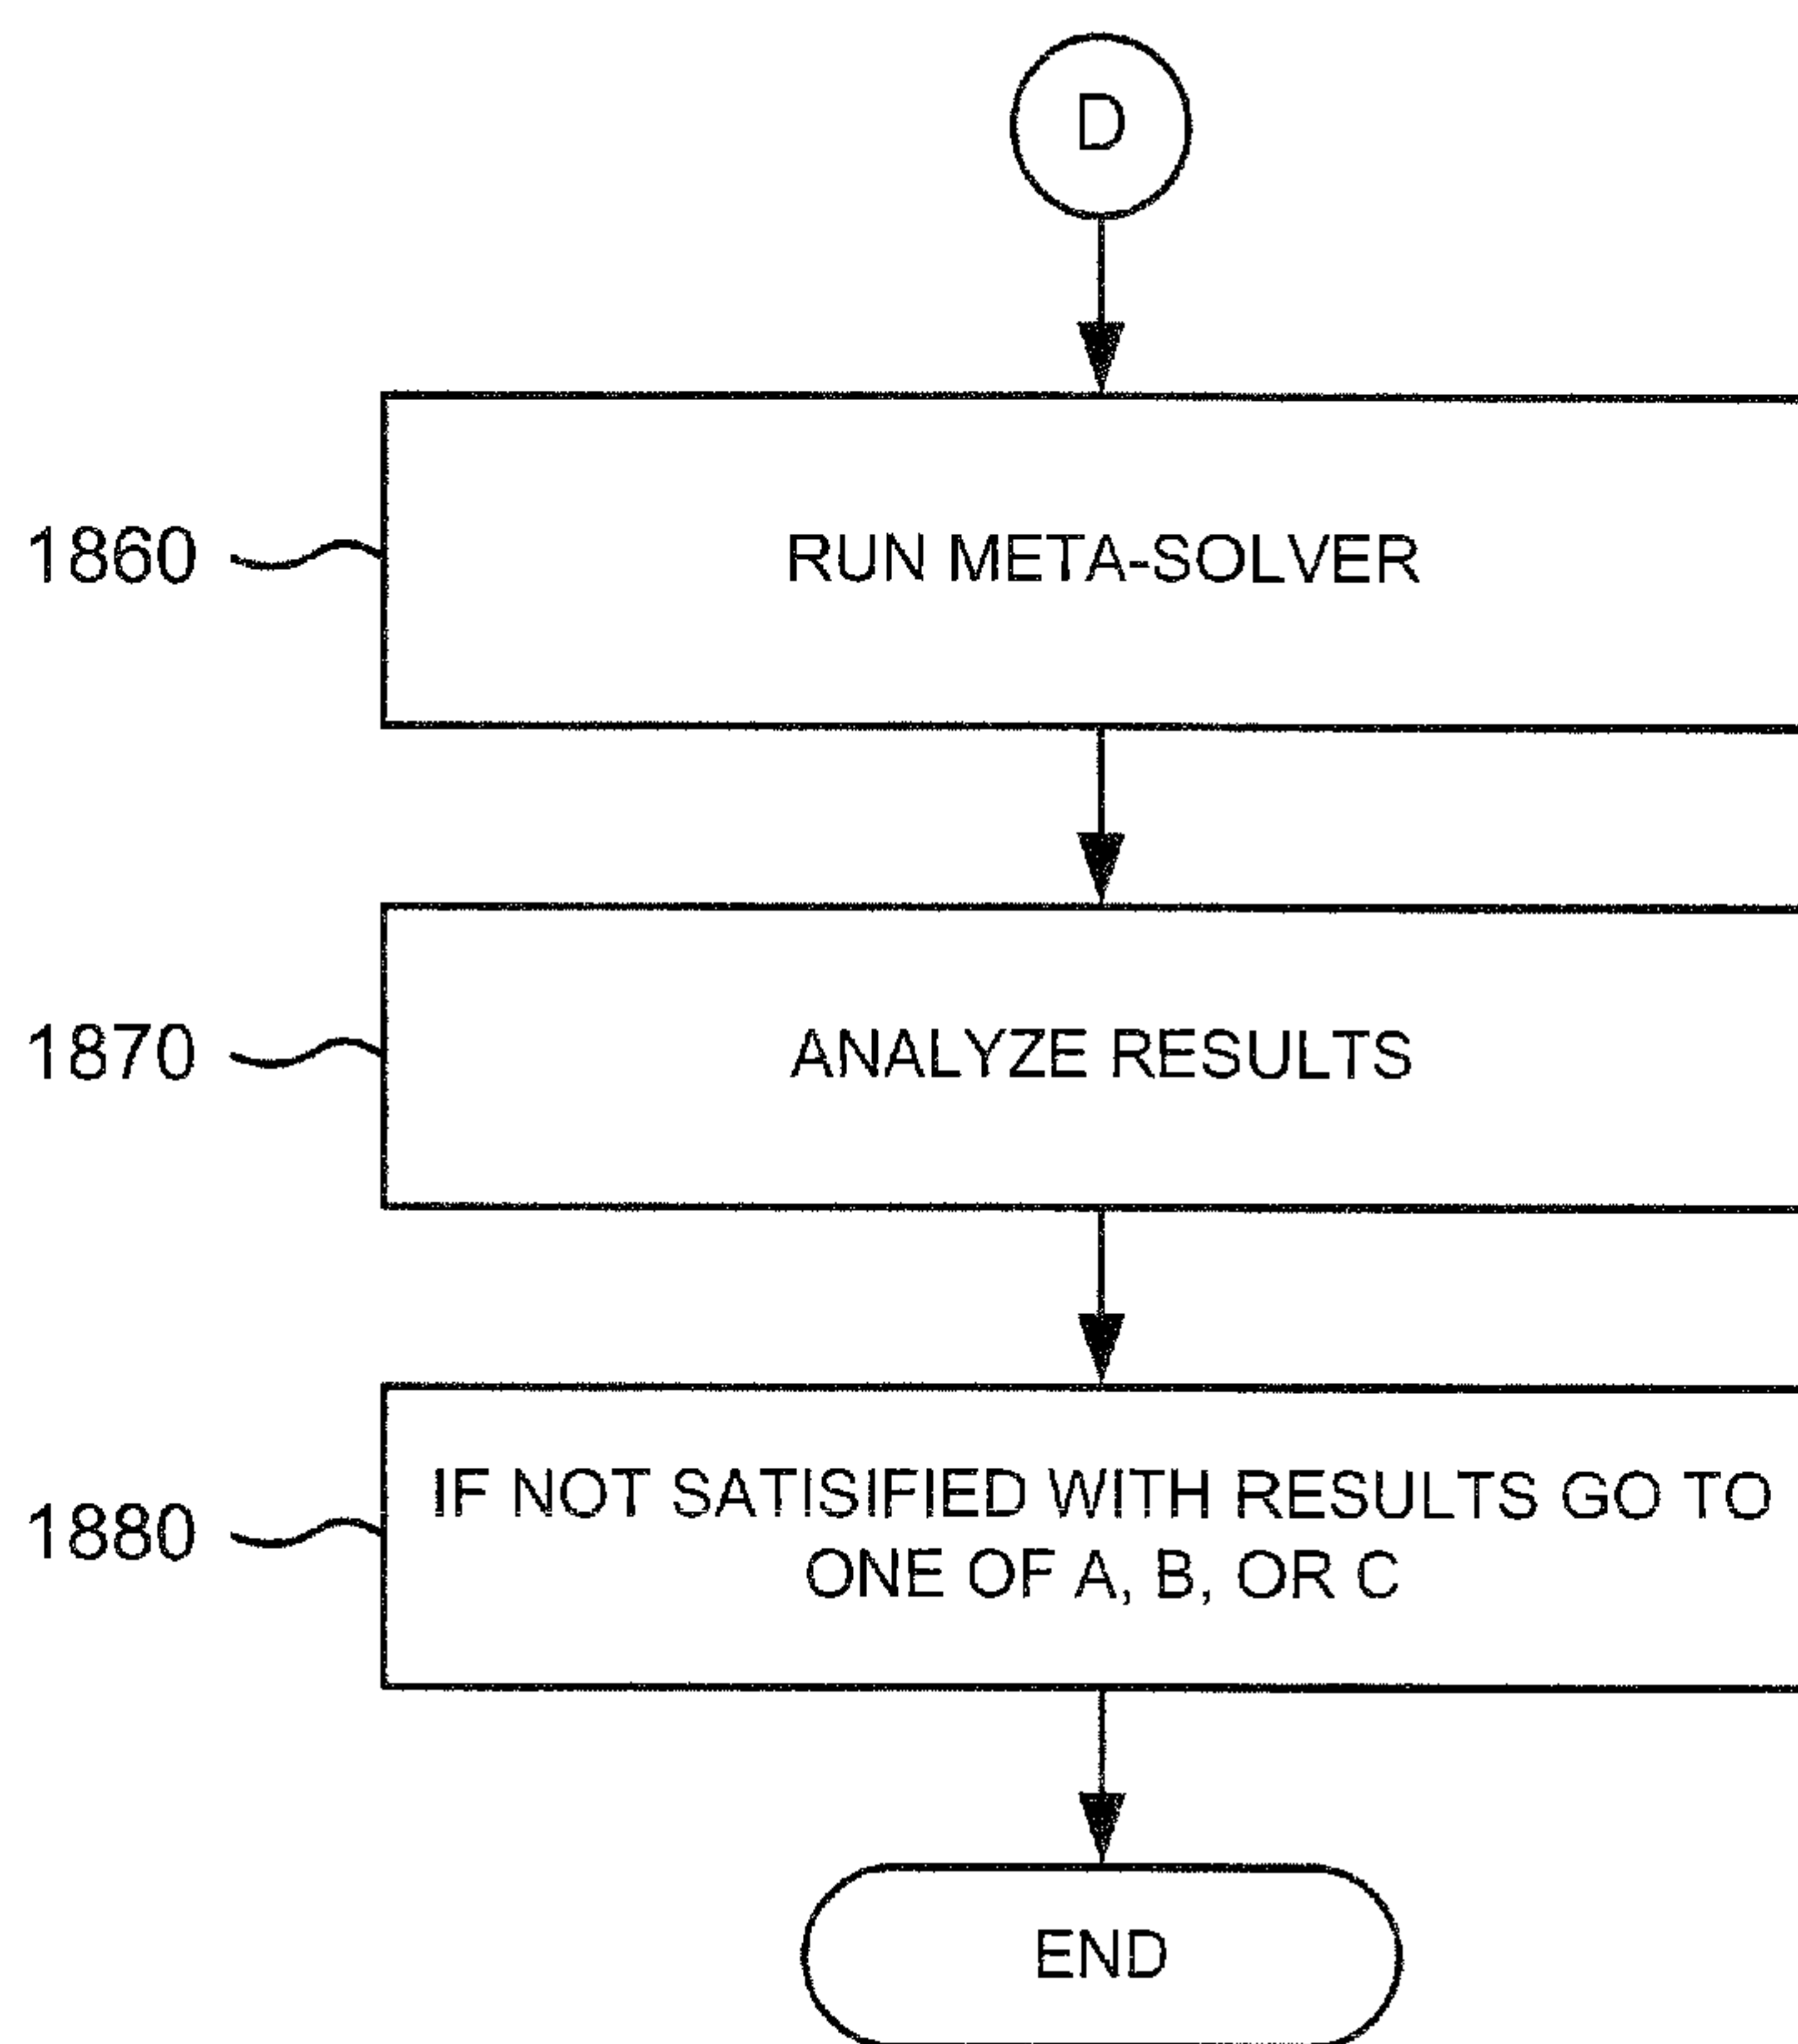 D
1860
RUN META-SOLVER
1870
ANALYZE RESULTS
1880
IF NOT SATISIFIED WITH RESULTS GO TO
ONE OF A, B, OR C
END